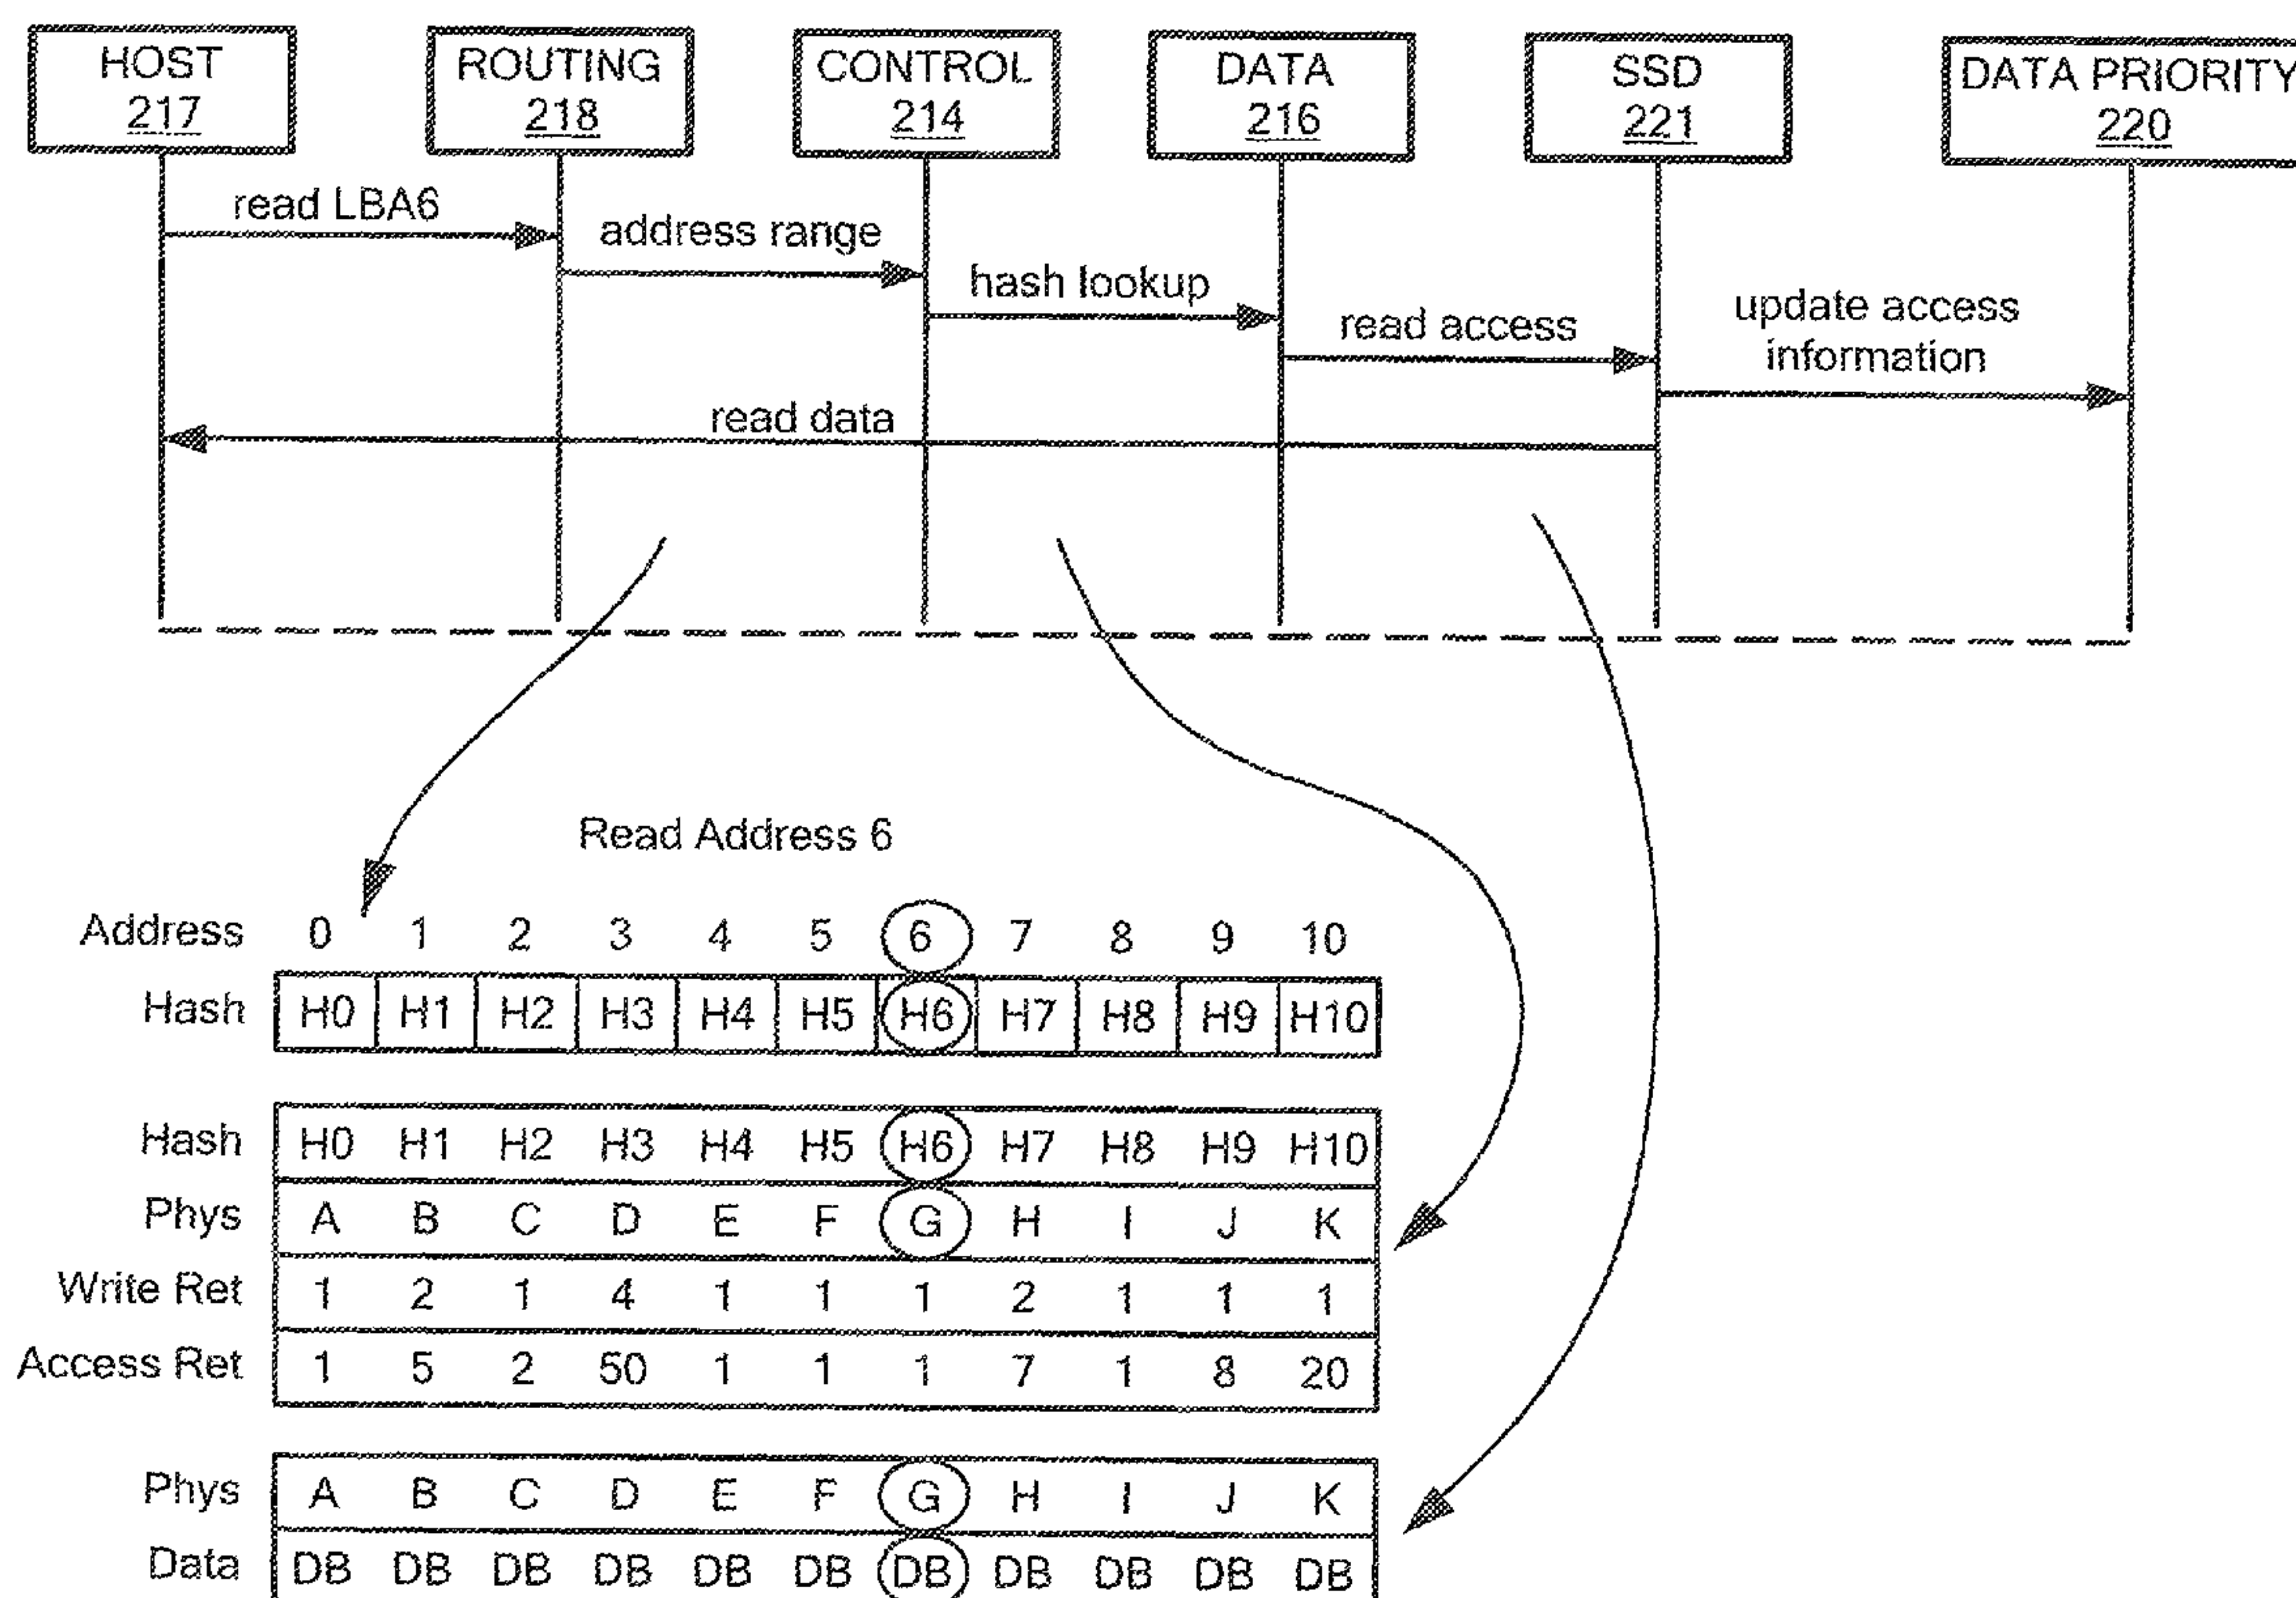 HOST
217
ROUTING
218
CONTROL
214
DATA
216
SSD
221
DATA PRIORITY
220
read LBA6
address range
hash lookup
read access
update access
information
read data
Read Address 6
Address 0 1 2 3 4 5 6 7 8 9 10
Hash H0 H1 H2 H3 H4 H5 H6 H7 H8 H9 H10
Hash H0 H1 H2 H3 H4 H5 H6 H7 H8 H9 H10
Phys A B C D E F G H I J K
Write Ret 1 2 1 4 1 1 1 2 1 1 1
Access Ret 1 5 2 50 1 1 1 7 1 8 20
Phys A B C D E F G H I J K
Data DB DB DB DB DB DB DB DB DB DB DB